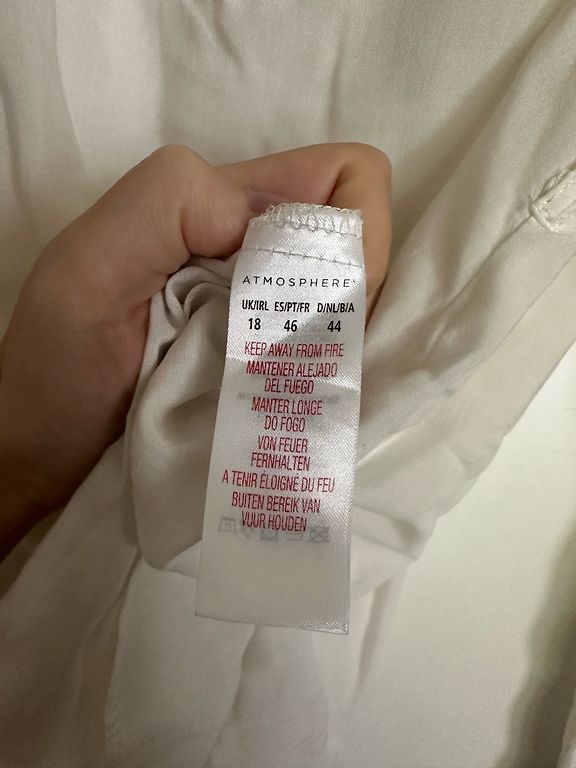 ATMOSPHERE
UK/IRL ES/PT/FR D/NL/B/A
18 46 44
KEEP AWAY FROM FIRE
MANTENER ALEJADO
DEL FUEGO
MANTER LONGE
DO FOGO
VON FEUER
FERNHALTEN
A TENIR ÉLOIGNÉ DU FEU
BUITEN BEREIK VAN
VUUR HOUDEN